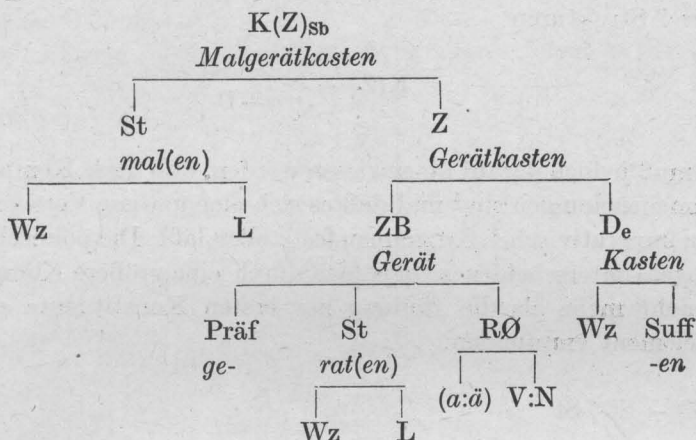 K(Z)Sb
Malgerätkasten
St Z
mal(en) Gerätkasten
Wz L ZB De
Gerät Kasten
Präf St RØ Wz Suff
ge- rat(en) -en
(a:ä) V:N
Wz L